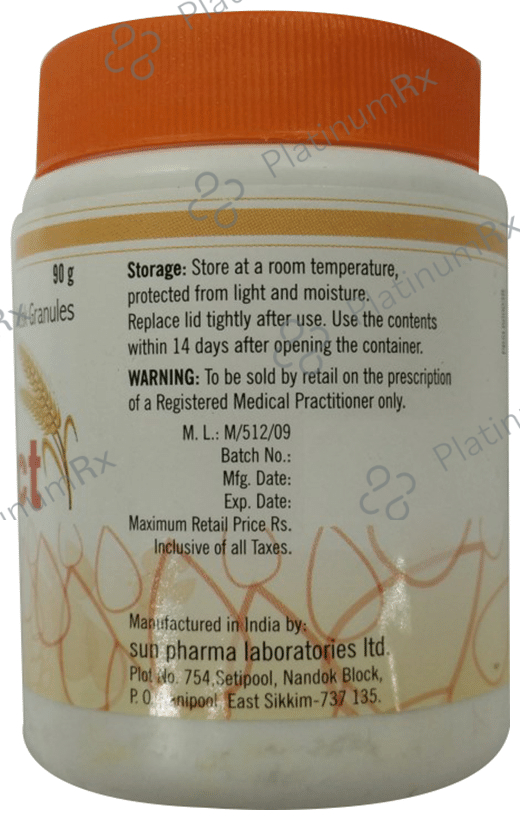 90 g
Granules
ct
Storage: Store at a room temperature,
protected from light and moisture.
Replace lid tightly after use. Use the contents
within 14 days after opening the container.
WARNING: To be sold by retail on the prescription
of a Registered Medical Practitioner only.
M. L.: M/512/09
Batch No.:
Mfg. Date:
Exp. Date:
Maximum Retail Price Rs.
Inclusive of all Taxes.
Manufactured in India by:
sun pharma laboratories ltd.
Plot No. 754,Setipool, Nandok Block,
P. O. East Sikkim-737 135.
PlatinumRx
PlatinumRx
PlatinumRx